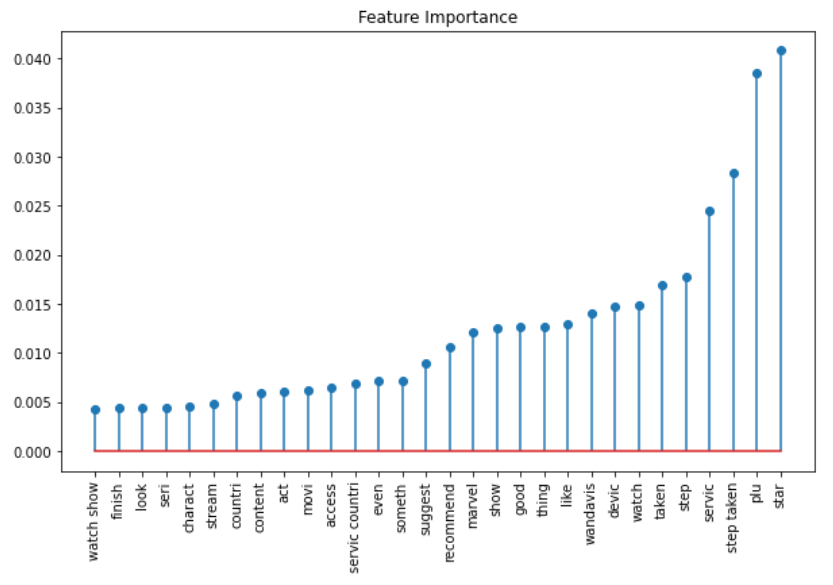 Feature Importance
0.040
0.035
0.030
0.025
0.020
0.015
0.010
0.005
0.000
watch show
finish
look
seri
charact
stream
countri
content
act
movi
access
servic countri
even
someth
suggest
recommend
marvel
show
good
thing
like
wandavis
devic
watch
taken
step
servic
step taken
plu
star